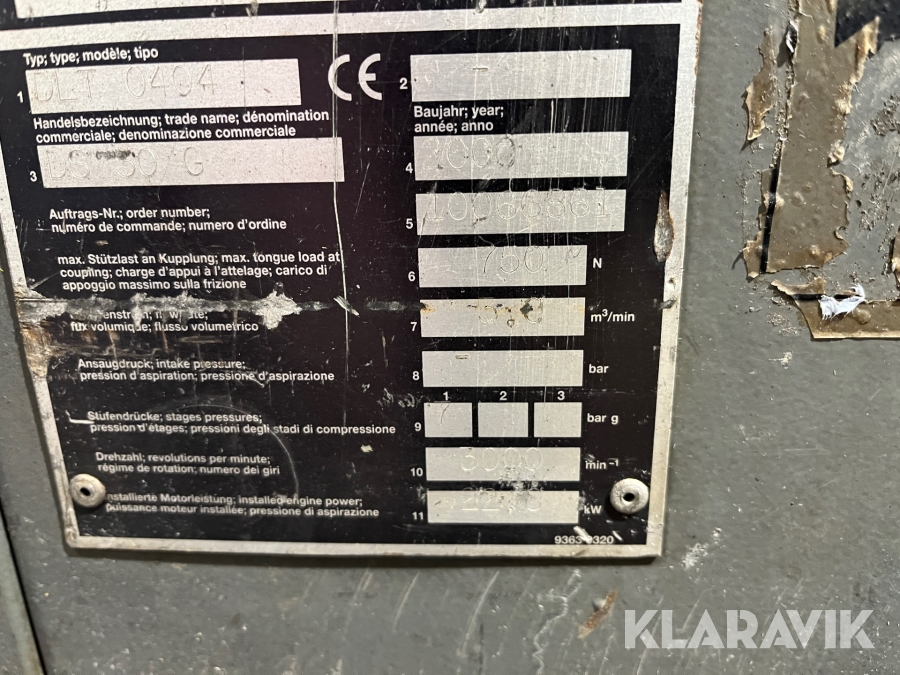 Typ; type; modèle; tipo
1 DLT 0404 CE 2 -
Handelsbezeichnung; trade name; dénomination
commerciale; denominazione commerciale
3
Baujahr; year;
année; anno
4 2000
5
Auftrags-Nr.; order number;
numéro de commande; numero d'ordine
max. Stützlast an Kupplung; max. tongue load at
coupling; charge d'appui à l'attelage; carico di
appoggio massimo sulla frizione
6 750 N
flux volumique; flusso volumetrico
7 m³/min
Ansaugdruck; intake pressure;
pression d'aspiration; pressione d'aspirazione
8 - bar
1 2 3
Stufendrücke; stages pressures;
pression d'étages; pressioni degli stadi di compressione
9 bar g
Drehzahl; revolutions per minute;
régime de rotation; numero dei giri
10 3000 min -1
Installierte Motorleistung; installed engine power;
puissance moteur installée; pressione di aspirazione
11 kW
KLARAVIK